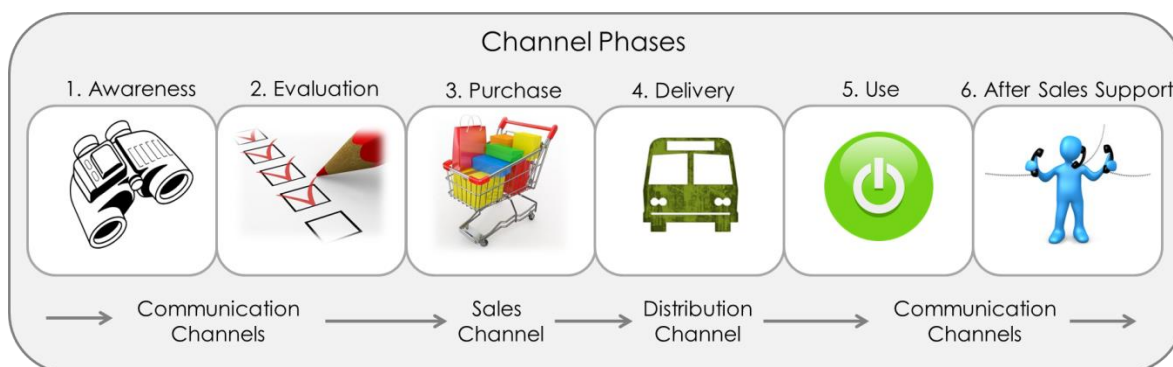 Channel Phases
1. Awareness
2. Evaluation
3. Purchase
4. Delivery
5. Use
6. After Sales Support
Communication
Channels
Sales
Channel
Distribution
Channel
Communication
Channels